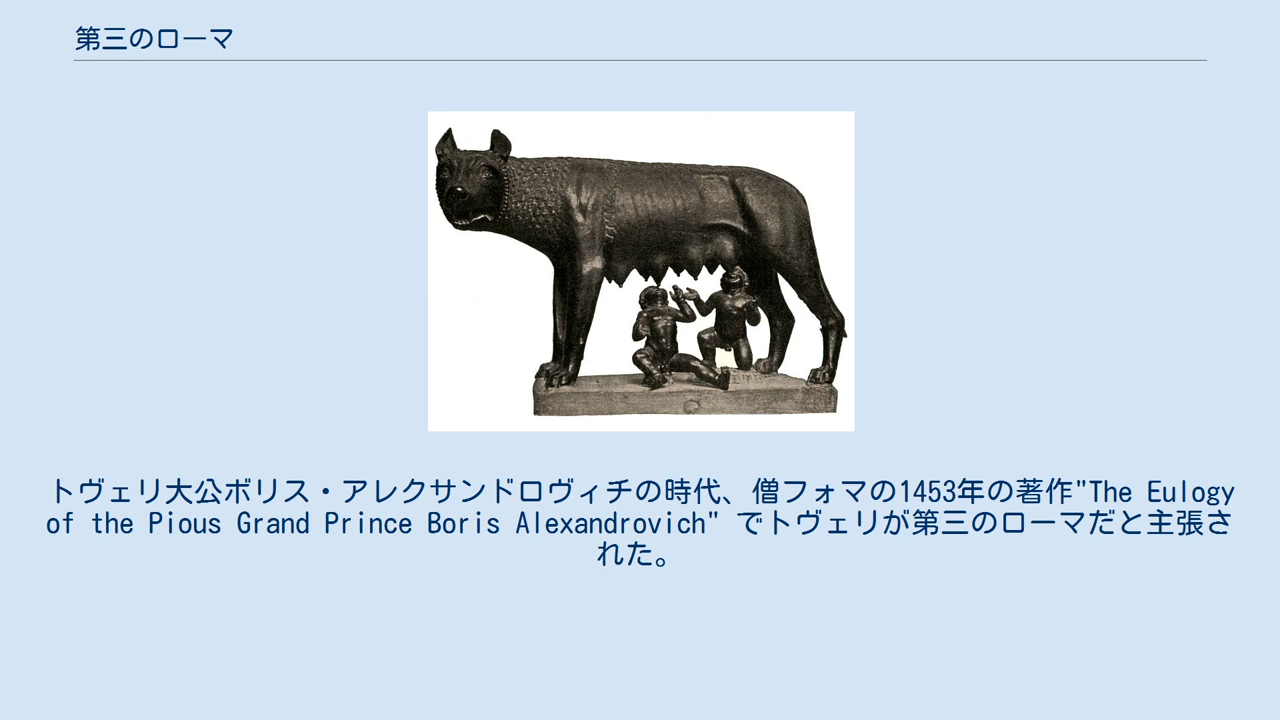 第三のローマ
トヴェリ大公ボリス・アレクサンドロヴィチの時代、僧フォマの1453年の著作"The Eulogy
of the Pious Grand Prince Boris Alexandrovich" でトヴェリが第三のローマだと主張さ
れた。